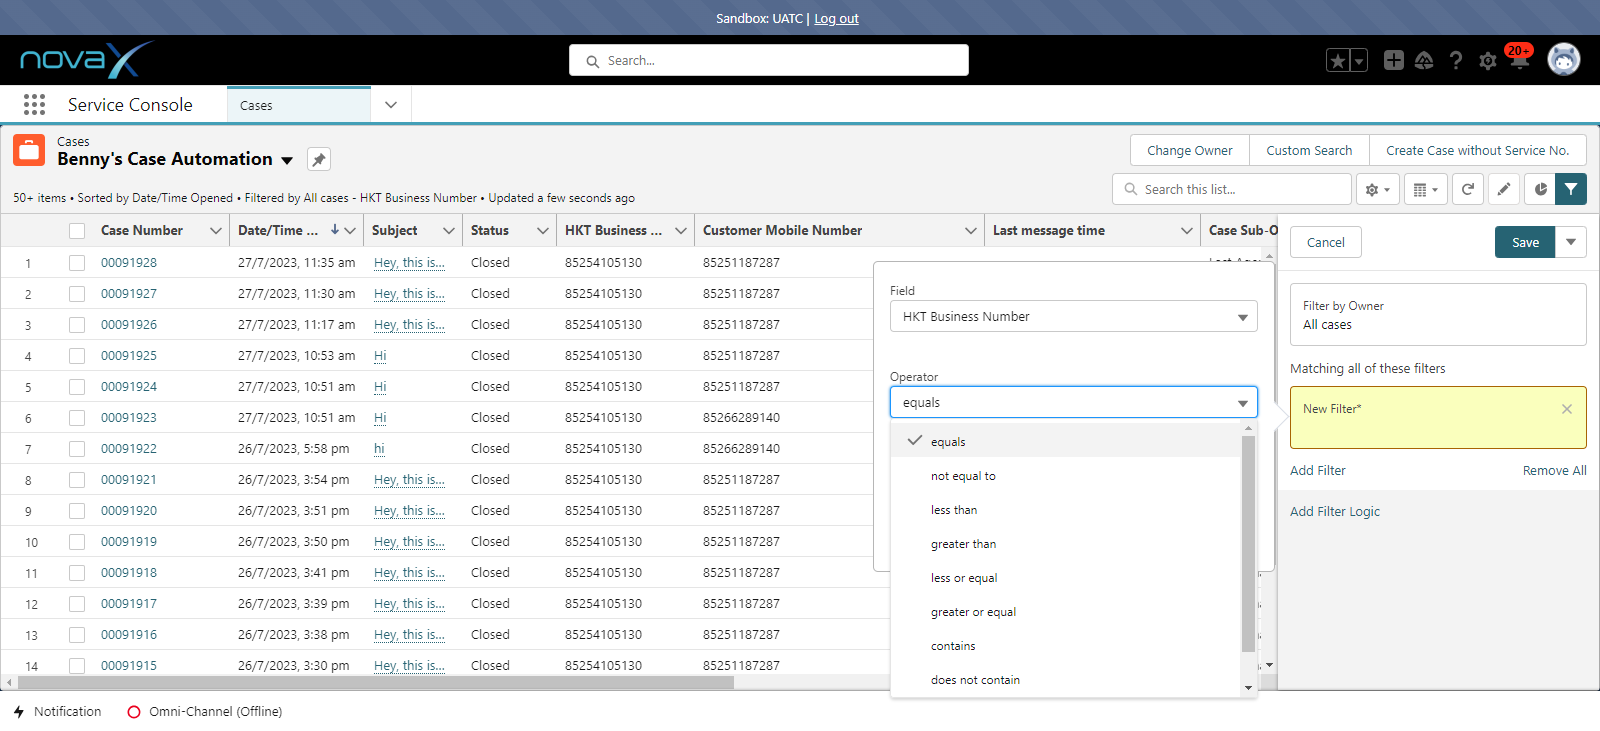 Sandbox: UATC | Log out
novaX
Search...
20+
Service Console
Cases
Cases
Benny's Case Automation
Change Owner
Custom Search
Create Case without Service No.
50+ items • Sorted by Date/Time Opened • Filtered by All cases - HKT Business Number • Updated a few seconds ago
Search this list...
Case Number Date/Time ... Subject Status HKT Business ... Customer Mobile Number Last message time Case Sub-O
1 00091928 27/7/2023, 11:35 am Hey, this is... Closed 85254105130 85251187287
2 00091927 27/7/2023, 11:30 am Hey, this is... Closed 85254105130 85251187287
3 00091926 27/7/2023, 11:17 am Hey, this is... Closed 85254105130 85251187287
4 00091925 27/7/2023, 10:53 am Hi Closed 85254105130 85251187287
5 00091924 27/7/2023, 10:51 am Hi Closed 85254105130 85251187287
6 00091923 27/7/2023, 10:51 am Hi Closed 85254105130 85266289140
7 00091922 26/7/2023, 5:58 pm hi Closed 85254105130 85266289140
8 00091921 26/7/2023, 3:54 pm Hey, this is... Closed 85254105130 85251187287
9 00091920 26/7/2023, 3:51 pm Hey, this is... Closed 85254105130 85251187287
10 00091919 26/7/2023, 3:50 pm Hey, this is... Closed 85254105130 85251187287
11 00091918 26/7/2023, 3:41 pm Hey, this is... Closed 85254105130 85251187287
12 00091917 26/7/2023, 3:39 pm Hey, this is... Closed 85254105130 85251187287
13 00091916 26/7/2023, 3:38 pm Hey, this is... Closed 85254105130 85251187287
14 00091915 26/7/2023, 3:30 pm Hey, this is... Closed 85254105130 85251187287
Field
HKT Business Number
Operator
equals
equals
not equal to
less than
greater than
less or equal
greater or equal
contains
does not contain
Cancel
Save
Filter by Owner
All cases
Matching all of these filters
New Filter*
Add Filter
Remove All
Add Filter Logic
Notification
Omni-Channel (Offline)